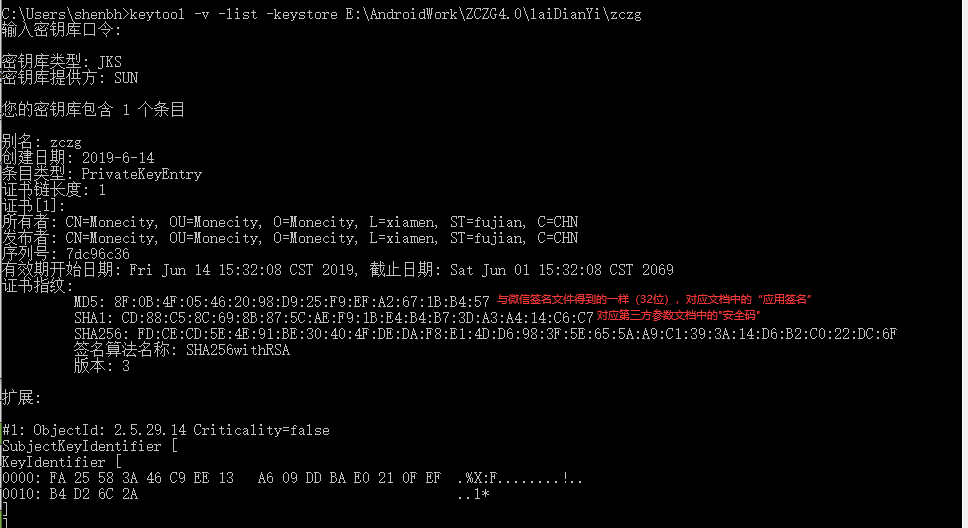 C:\Users\shenbh>keytool -v -list -keystore E:\AndroidWork\ZCZG4.0\laiDianYi\zczg
输入密钥库口令:
密钥库类型: JKS
密钥库提供方: SUN
您的密钥库包含 1 个条目
别名: zczg
创建日期: 2019-6-14
条目类型: PrivateKeyEntry
证书链长度: 1
证书[1]:
所有者: CN=Monecity, OU=Monecity, O=Monecity, L=xiamen, ST=fujian, C=CHN
发布者: CN=Monecity, OU=Monecity, O=Monecity, L=xiamen, ST=fujian, C=CHN
序列号: 7dc96c36
有效期开始日期: Fri Jun 14 15:32:08 CST 2019, 截止日期: Sat Jun 01 15:32:08 CST 2069
证书指纹:
MD5: 8F:0B:4F:05:46:20:98:D9:25:F9:EF:A2:67:1B:B4:57 与微信签名文件得到的一样（32位），对应文档中的“应用签名”
SHA1: CD:88:C5:8C:69:8B:87:5C:AE:F9:1B:E4:B4:B7:3D:A3:A4:14:C6:C7 对应第三方参数文档中的"安全码"
SHA256: FD:CE:CD:5E:4E:91:BE:30:40:4F:DE:DA:F8:E1:4D:D6:98:3F:5E:65:5A:A9:C1:39:3A:14:D6:B2:C0:22:DC:6F
签名算法名称: SHA256withRSA
版本: 3
扩展:
#1: ObjectId: 2.5.29.14 Criticality=false
SubjectKeyIdentifier [
KeyIdentifier [
0000: FA 25 58 3A 46 C9 EE 13   A6 09 DD BA E0 21 0F EF  .%X:F........!..
0010: B4 D2 6C 2A                                        ..l*
]
]